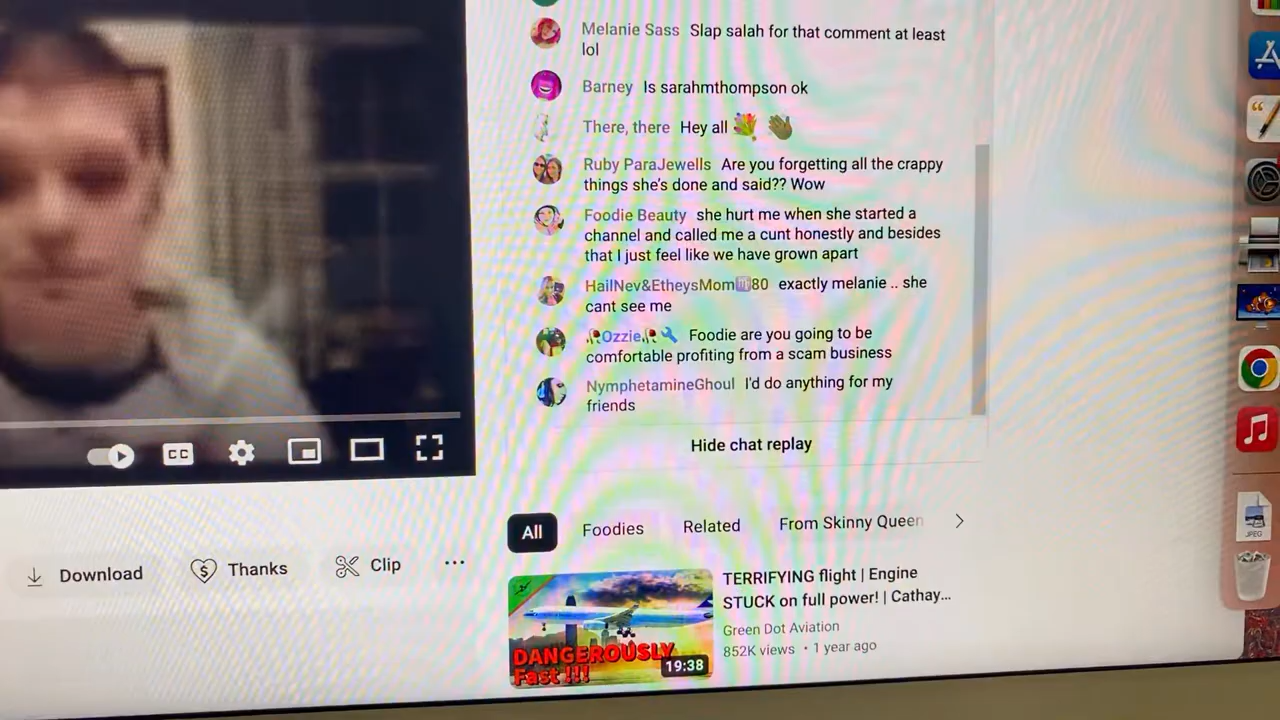 Melanie Sass Slap salah for that comment at least
lol
Barney Is sarahmthompson ok
There, there Hey all 💐 👋🏾
Ruby ParaJewells Are you forgetting all the crappy
things she's done and said?? Wow
Foodie Beauty she hurt me when she started a
channel and called me a cunt honestly and besides
that I just feel like we have grown apart
HailNev&EtheysMom♍80 exactly melanie .. she
cant see me
🥀Ozzie🥀🔧 Foodie are you going to be
comfortable profiting from a scam business
NymphetamineGhoul I'd do anything for my
friends
Hide chat replay
CC
All Foodies Related From Skinny Queen
Download Thanks Clip ...
TERRIFYING flight | Engine
STUCK on full power! | Cathay...
Green Dot Aviation
852K views • 1 year ago
DANGEROUSLY
Fast !!!
19:38
JPEG